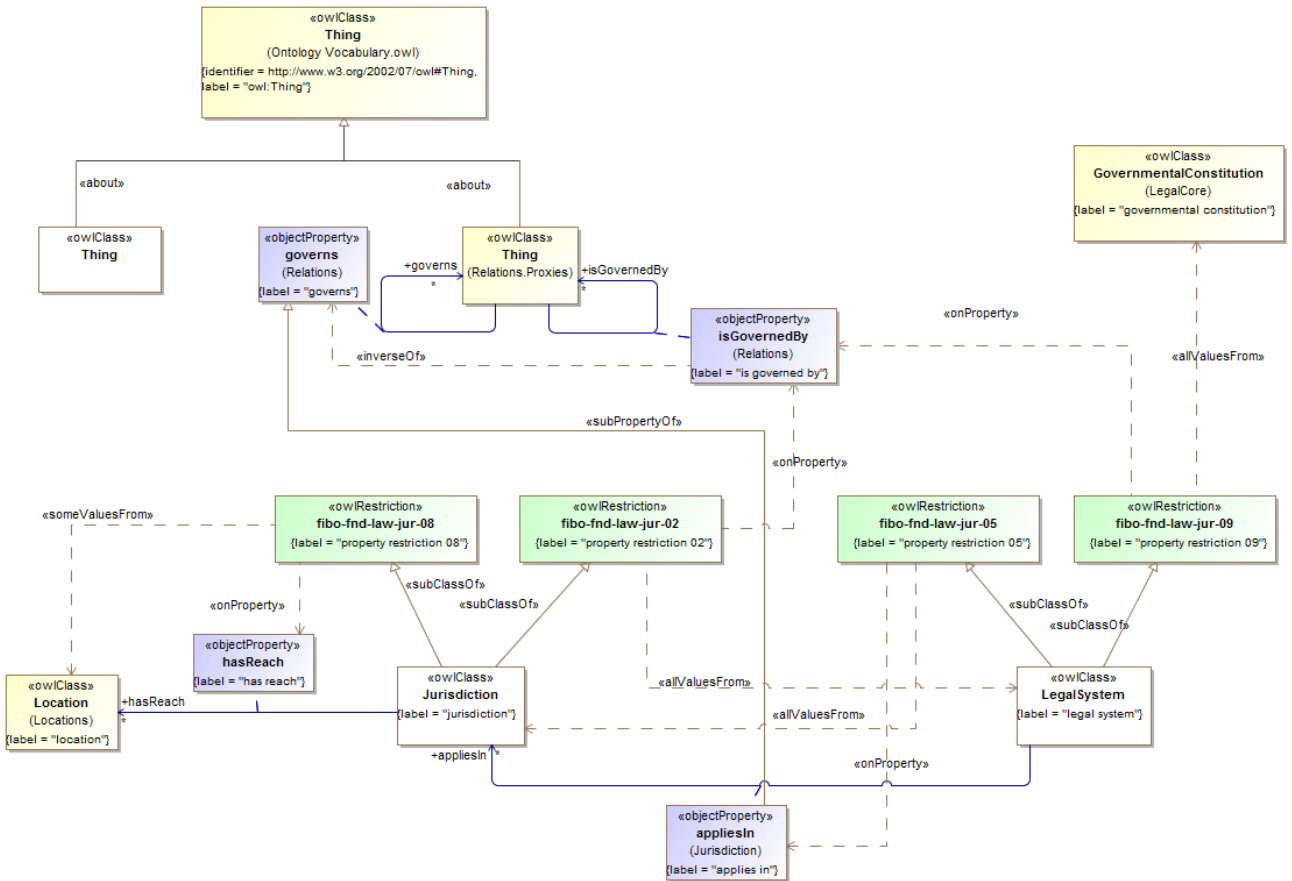 «owlClass»
Thing
(Ontology Vocabulary.owl)
{identifier = http://www.w3.org/2002/07/owl#Thing,
label = "owl:Thing"}
«about»
«about»
«owlClass»
Thing
«objectProperty»
governs
(Relations)
{label = "governs"}
+governs
*
«owlClass»
Thing
(Relations.Proxies)
+isGovernedBy
*
«owlClass»
GovernmentalConstitution
(LegalCore)
{label = "governmental constitution"}
«objectProperty»
isGovernedBy
(Relations)
{label = "is governed by"}
«onProperty»
«inverseOf»
«allValuesFrom»
«subPropertyOf»
«onProperty»
«someValuesFrom»
«owlRestriction»
fibo-fnd-law-jur-08
{label = "property restriction 08"}
«owlRestriction»
fibo-fnd-law-jur-02
{label = "property restriction 02"}
«owlRestriction»
fibo-fnd-law-jur-05
{label = "property restriction 05"}
«owlRestriction»
fibo-fnd-law-jur-09
{label = "property restriction 09"}
«subClassOf»
«subClassOf»
«subClassOf»
«subClassOf»
«onProperty»
«objectProperty»
hasReach
{label = "has reach"}
«owlClass»
Location
(Locations)
{label = "location"}
+hasReach
*
«owlClass»
Jurisdiction
{label = "jurisdiction"}
«allValuesFrom»
«allValuesFrom»
«owlClass»
LegalSystem
{label = "legal system"}
+appliesIn
*
«onProperty»
«objectProperty»
appliesIn
(Jurisdiction)
{label = "applies in"}